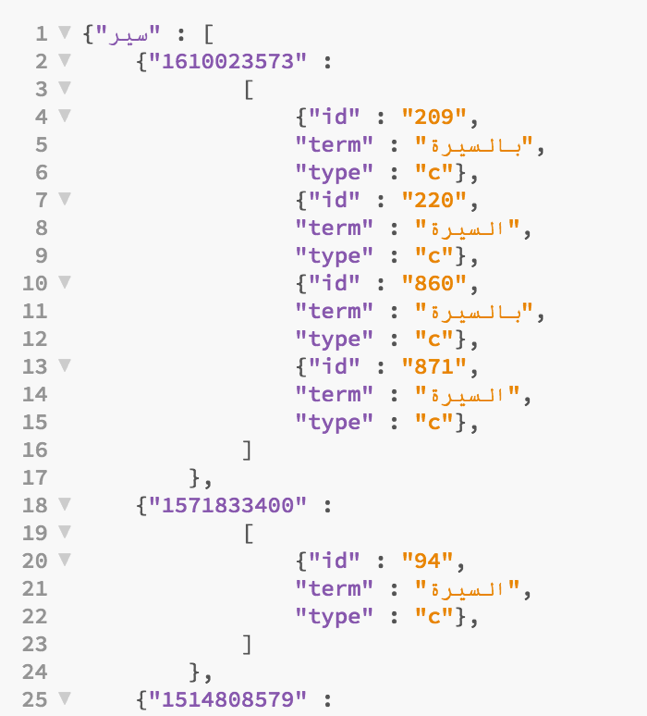 1 {"سير" : [
2 {"1610023573" :
3 [
4 {"id" : "209",
5 "term" : "بالسيرة",
6 "type" : "c"},
7 {"id" : "220",
8 "term" : "السيرة",
9 "type" : "c"},
10 {"id" : "860",
11 "term" : "بالسيرة",
12 "type" : "c"},
13 {"id" : "871",
14 "term" : "السيرة",
15 "type" : "c"},
16 ]
17 },
18 {"1571833400" :
19 [
20 {"id" : "94",
21 "term" : "السيرة",
22 "type" : "c"},
23 ]
24 },
25 {"1514808579" :